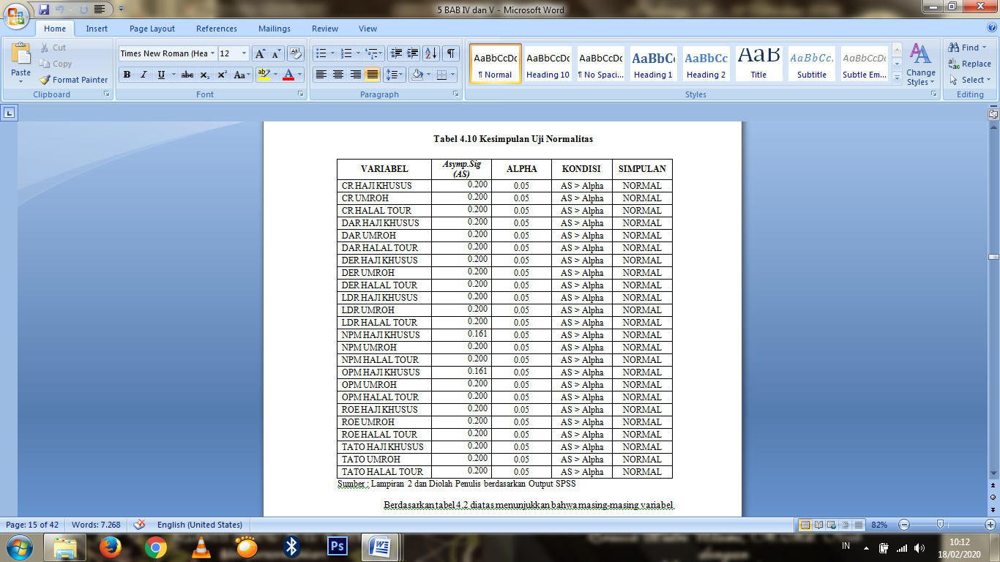 5 BAB IV dan V - Microsoft Word
Home Insert Page Layout References Mailings Review View
Paste
Cut
Copy
Format Painter
Clipboard
Times New Roman (Hea 12
Font
Paragraph
AaBbCcDc AaBbCcDc AaBbCcDc AaBbC AaBbCc AaB AaBbCc. AaBbCcDc
¶ Normal Heading 10 ¶ No Spaci... Heading 1 Heading 2 Title Subtitle Subtle Em...
Change Styles
Styles
Find
Replace
Select
Editing
Tabel 4.10 Kesimpulan Uji Normalitas
VARIABEL Asymp.Sig (AS) ALPHA KONDISI SIMPULAN
CR HAJI KHUSUS 0.200 0.05 AS > Alpha NORMAL
CR UMROH 0.200 0.05 AS > Alpha NORMAL
CR HALAL TOUR 0.200 0.05 AS > Alpha NORMAL
DAR HAJI KHUSUS 0.200 0.05 AS > Alpha NORMAL
DAR UMROH 0.200 0.05 AS > Alpha NORMAL
DAR HALAL TOUR 0.200 0.05 AS > Alpha NORMAL
DER HAJI KHUSUS 0.200 0.05 AS > Alpha NORMAL
DER UMROH 0.200 0.05 AS > Alpha NORMAL
DER HALAL TOUR 0.200 0.05 AS > Alpha NORMAL
LDR HAJI KHUSUS 0.200 0.05 AS > Alpha NORMAL
LDR UMROH 0.200 0.05 AS > Alpha NORMAL
LDR HALAL TOUR 0.200 0.05 AS > Alpha NORMAL
NPM HAJI KHUSUS 0.161 0.05 AS > Alpha NORMAL
NPM UMROH 0.200 0.05 AS > Alpha NORMAL
NPM HALAL TOUR 0.200 0.05 AS > Alpha NORMAL
OPM HAJI KHUSUS 0.161 0.05 AS > Alpha NORMAL
OPM UMROH 0.200 0.05 AS > Alpha NORMAL
OPM HALAL TOUR 0.200 0.05 AS > Alpha NORMAL
ROE HAJI KHUSUS 0.200 0.05 AS > Alpha NORMAL
ROE UMROH 0.200 0.05 AS > Alpha NORMAL
ROE HALAL TOUR 0.200 0.05 AS > Alpha NORMAL
TATO HAJI KHUSUS 0.200 0.05 AS > Alpha NORMAL
TATO UMROH 0.200 0.05 AS > Alpha NORMAL
TATO HALAL TOUR 0.200 0.05 AS > Alpha NORMAL
Sumber : Lampiran 2 dan Diolah Penulis berdasarkan Output SPSS
Berdasarkan tabel 4.2 diatas menunjukkan bahwa masing-masing variabel
Page: 15 of 42 Words: 7.268 English (United States) 82%
Ps
IN
10:12
18/02/2020